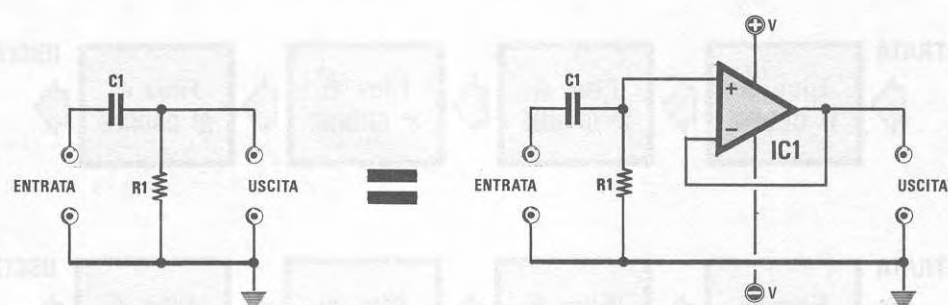 C1
ENTRATA
R1
USCITA
V
C1
+
−
IC1
ENTRATA
R1
USCITA
V